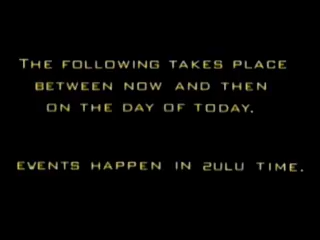 THE FOLLOWING TAKES PLACE
BETWEEN NOW AND THEN
ON THE DAY OF TODAY.
EVENTS HAPPEN IN ZULU TIME.